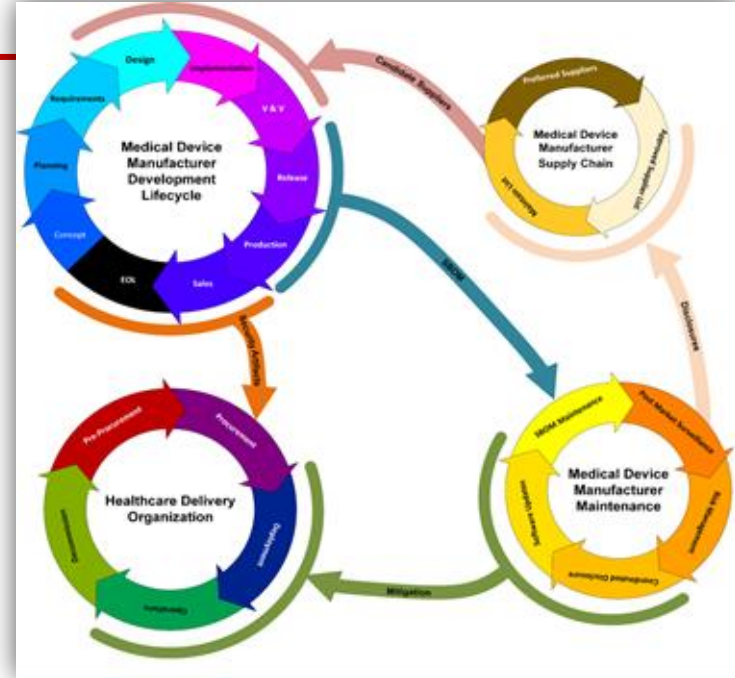 Design
Implementation
V & V
Release
Production
Sales
EOL
Concept
Planning
Requirements
Medical Device
Manufacturer
Development
Lifecycle
Candidate Suppliers
Preferred Suppliers
Approved Supplier List
Maintain List
Medical Device
Manufacturer
Supply Chain
SBOM
Disclosures
Security Artifacts
Pre-Procurement
Procurement
Deployment
Operations
Decommission
Healthcare Delivery
Organization
Mitigation
SBOM Maintenance
Post Market Surveillance
Risk Management
Coordinated Disclosure
Software Updates
Medical Device
Manufacturer
Maintenance